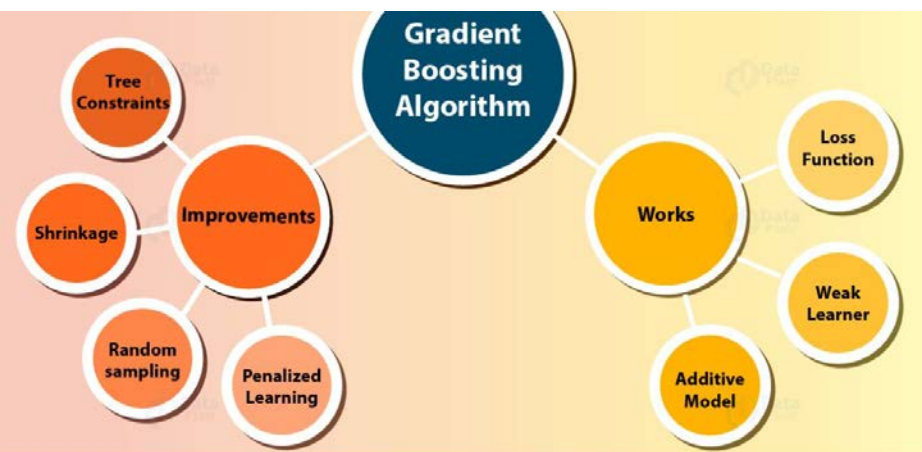 Gradient
Boosting
Algorithm
Tree
Constraints
Improvements
Shrinkage
Random
sampling
Penalized
Learning
Works
Loss
Function
Weak
Learner
Additive
Model